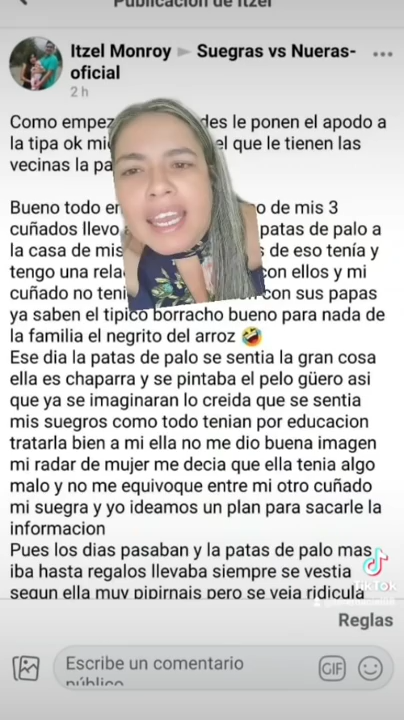 Publicación de Itzel
Itzel Monroy ▸ Suegras vs Nueras-
oficial
2 h
Como empez des le ponen el apodo a
la tipa ok mi el que le tienen las
vecinas la pa
Bueno todo e o de mis 3
cuñados llevo patas de palo a
la casa de mis s de eso tenía y
tengo una rela con ellos y mi
cuñado no teni con sus papas
ya saben el tipico borracho bueno para nada de
la familia el negrito del arroz 🤣
Ese dia la patas de palo se sentia la gran cosa
ella es chaparra y se pintaba el pelo güero asi
que ya se imaginaran lo creida que se sentia
mis suegros como todo tenian por educacion
tratarla bien a mi ella no me dio buena imagen
mi radar de mujer me decia que ella tenia algo
malo y no me equivoque entre mi otro cuñado
mi suegra y yo ideamos un plan para sacarle la
informacion
Pues los dias pasaban y la patas de palo mas
iba hasta regalos llevaba siempre se vestia
segun ella muy pipirnais pero se veia ridicula
TikTok
Reglas
Escribe un comentario
público...
GIF